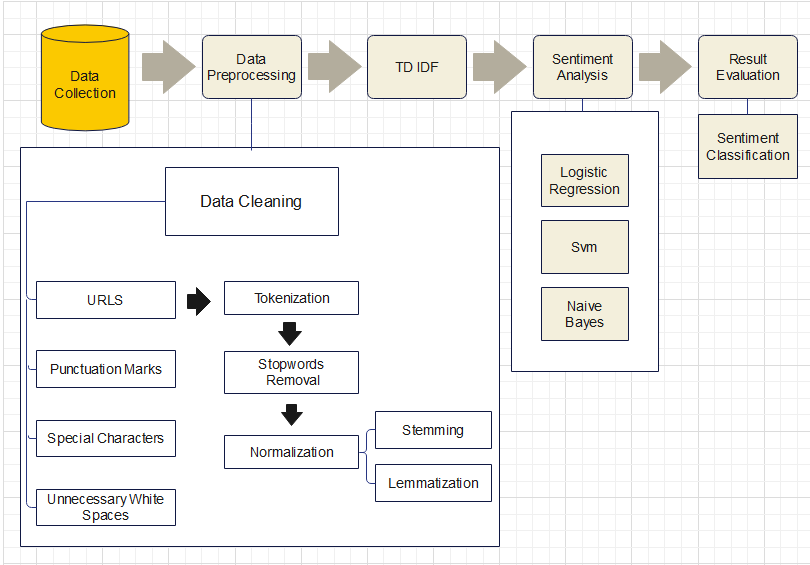 Data
Collection
Data
Preprocessing
TD IDF
Sentiment
Analysis
Result
Evaluation
Sentiment
Classification
Data Cleaning
Logistic
Regression
Svm
Naive
Bayes
URLS
Tokenization
Punctuation Marks
Stopwords
Removal
Special Characters
Normalization
Stemming
Lemmatization
Unnecessary White
Spaces